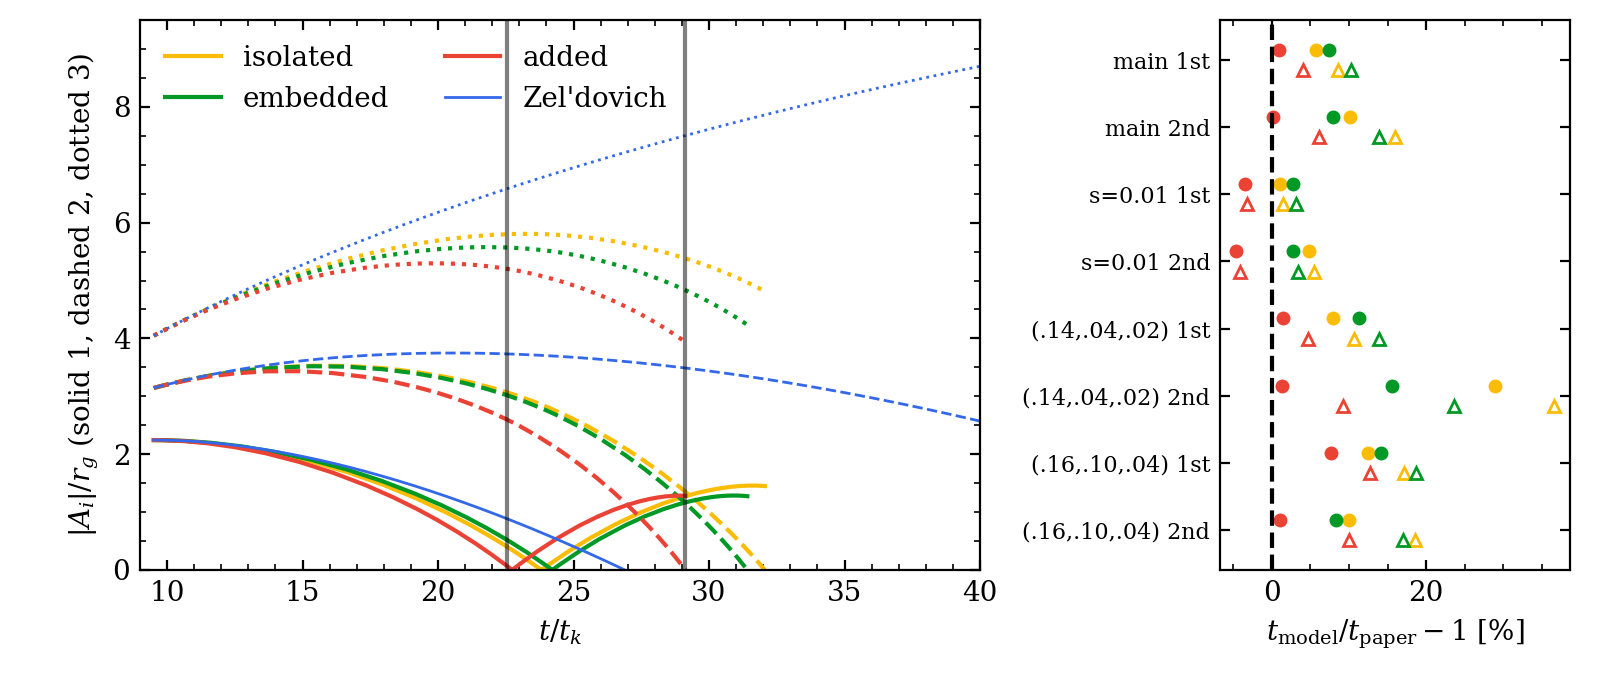 |A_i|/r_g (solid 1, dashed 2, dotted 3)
8
6
4
2
0
isolated
embedded
added
Zel'dovich
10 15 20 25 30 35 40
t/t_k
main 1st
main 2nd
s=0.01 1st
s=0.01 2nd
(.14,.04,.02) 1st
(.14,.04,.02) 2nd
(.16,.10,.04) 1st
(.16,.10,.04) 2nd
0 20
t_model/t_paper − 1 [%]